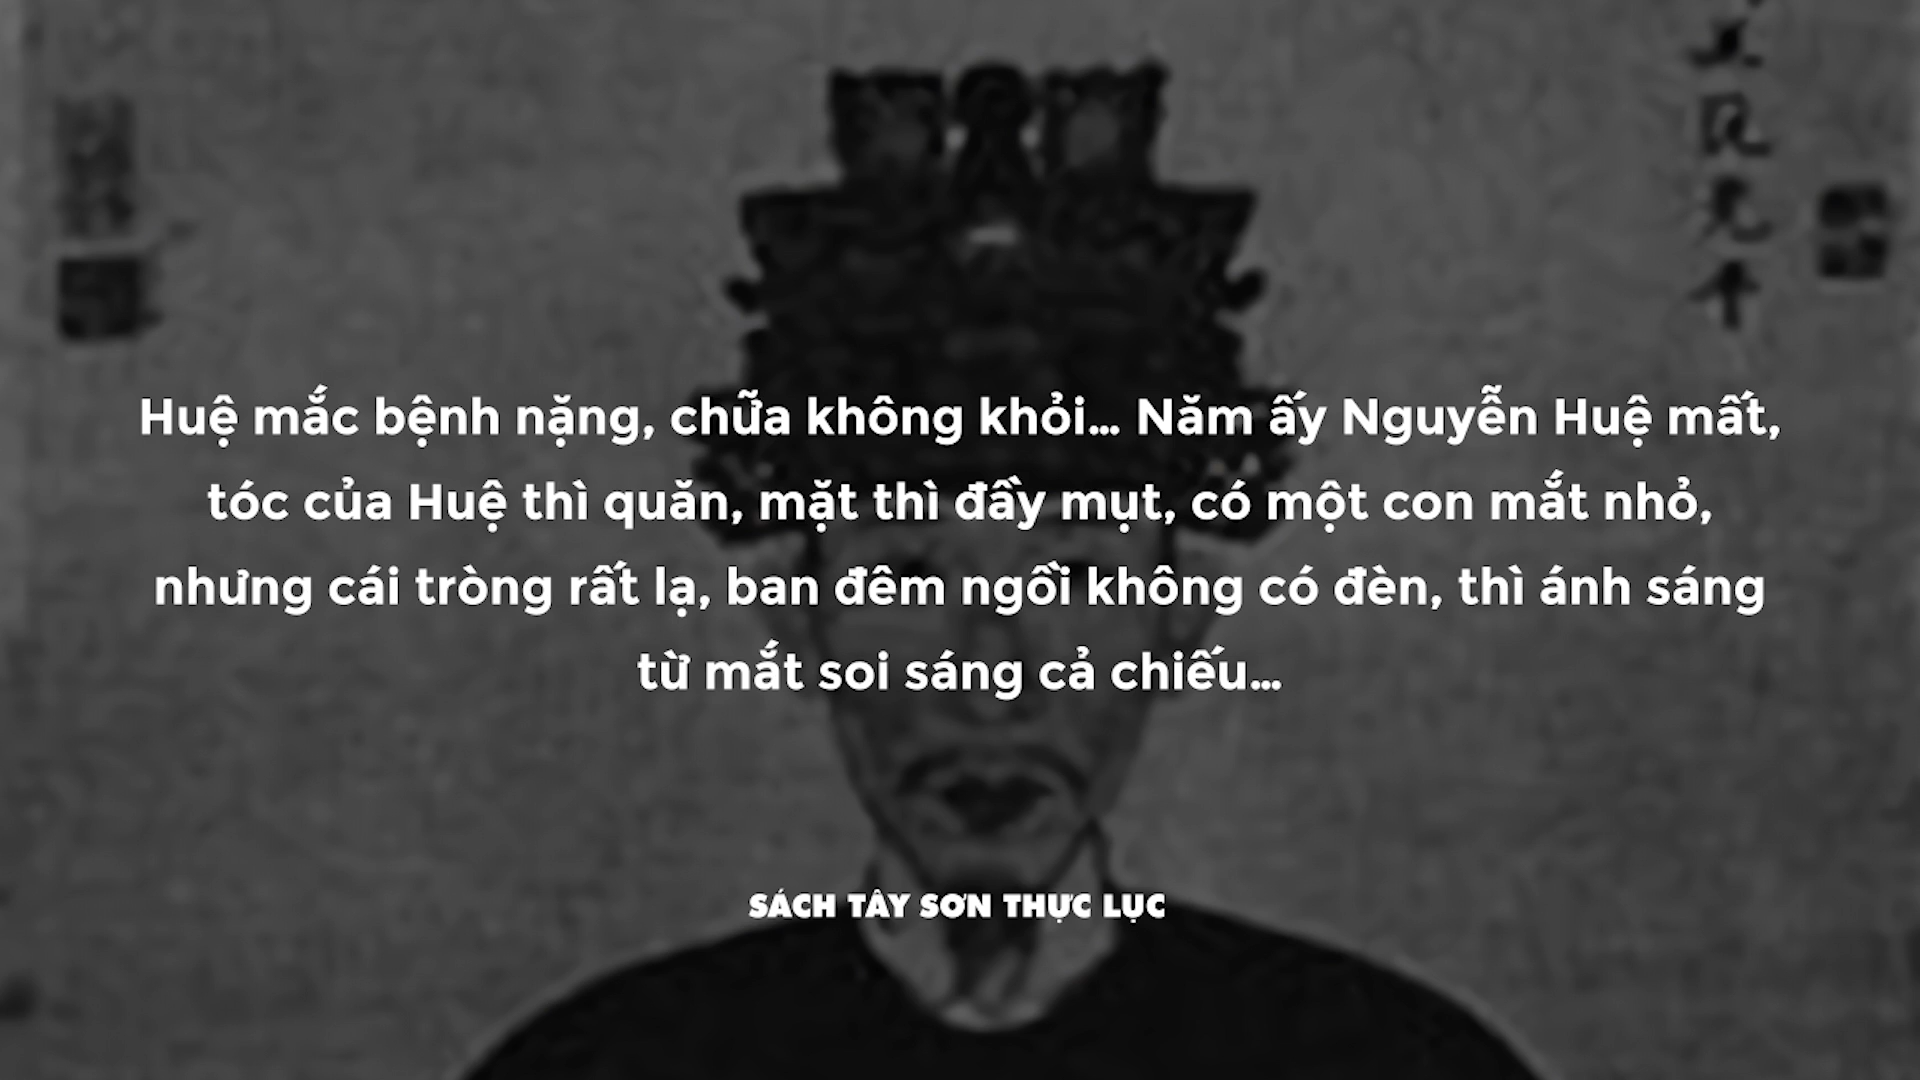 Huệ mắc bệnh nặng, chữa không khỏi... Năm ấy Nguyễn Huệ mất,
tóc của Huệ thì quăn, mặt thì đầy mụt, có một con mắt nhỏ,
nhưng cái tròng rất lạ, ban đêm ngồi không có đèn, thì ánh sáng
từ mắt soi sáng cả chiếu...
SÁCH TÂY SƠN THỰC LỤC